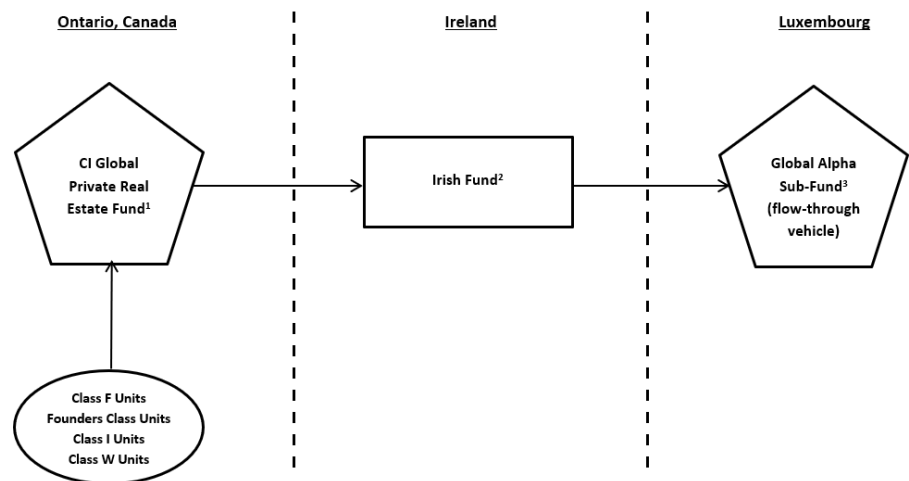 Ontario, Canada
Ireland
Luxembourg
CI Global
Private Real
Estate Fund¹
Irish Fund²
Global Alpha
Sub-Fund³
(flow-through
vehicle)
Class F Units
Founders Class Units
Class I Units
Class W Units